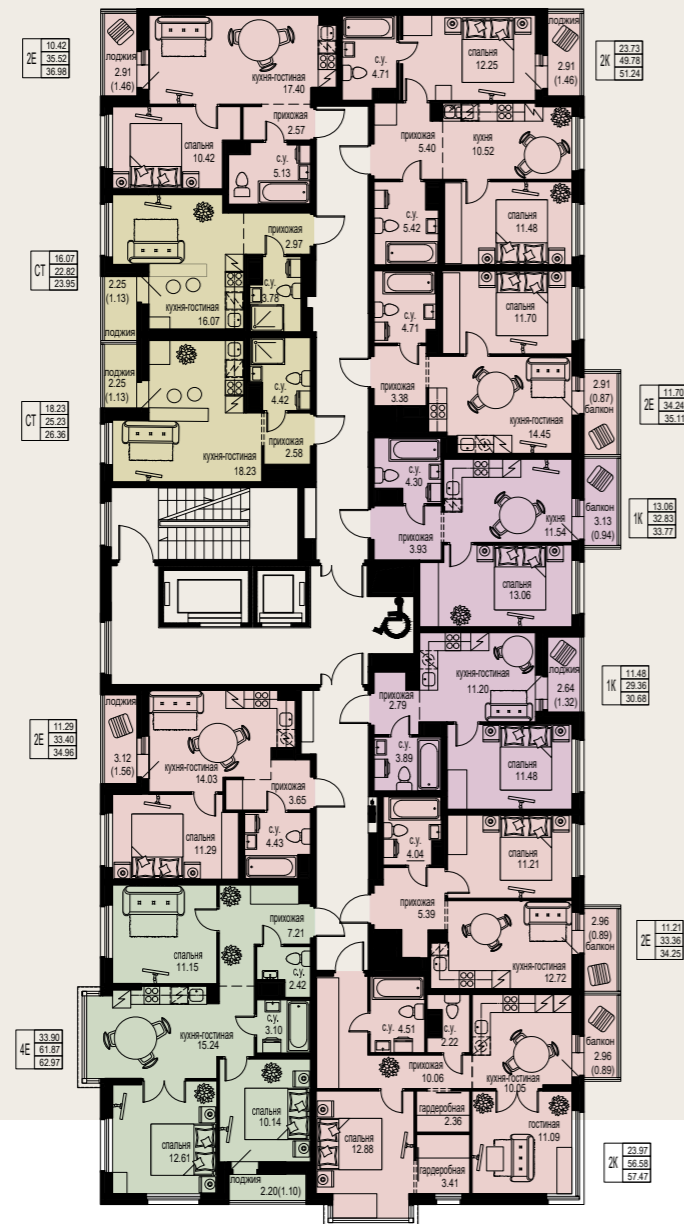 2Е
10.42
35.52
36.98
лоджия
2.91
(1.46)
кухня-гостиная
17.40
с.у.
4.71
спальня
12.25
лоджия
2.91
(1.46)
2К
23.73
49.78
51.24
спальня
10.42
прихожая
2.57
с.у.
5.13
прихожая
5.40
кухня
10.52
с.у.
5.42
спальня
11.48
СТ
16.07
22.82
23.95
прихожая
2.97
2.25
(1.13)
лоджия
кухня-гостиная
16.07
с.у.
3.78
с.у.
4.71
спальня
11.70
СТ
18.23
25.23
26.36
лоджия
2.25
(1.13)
с.у.
4.42
кухня-гостиная
18.23
прихожая
2.58
прихожая
3.38
кухня-гостиная
14.45
2.91
(0.87)
балкон
2Е
11.70
34.24
35.11
с.у.
4.30
прихожая
3.93
кухня
11.54
балкон
3.13
(0.94)
1К
13.06
32.83
33.77
спальня
13.06
кухня-гостиная
11.20
прихожая
2.79
лоджия
2.64
(1.32)
1К
11.48
29.36
30.68
с.у.
3.89
спальня
11.48
2Е
11.29
33.40
34.96
лоджия
3.12
(1.56)
кухня-гостиная
14.03
прихожая
3.65
спальня
11.29
с.у.
4.43
с.у.
4.04
спальня
11.21
прихожая
5.39
кухня-гостиная
12.72
2.96
(0.89)
балкон
2Е
11.21
33.36
34.25
прихожая
7.21
спальня
11.15
с.у.
2.42
4Е
33.90
61.87
62.97
кухня-гостиная
15.24
с.у.
3.10
спальня
12.61
спальня
10.14
лоджия
2.20(1.10)
с.у. 4.51
с.у.
2.22
прихожая
10.06
кухня-гостиная
10.05
балкон
2.96
(0.89)
гардеробная
2.36
спальня
12.88
гардеробная
3.41
гостиная
11.09
2К
23.97
56.58
57.47